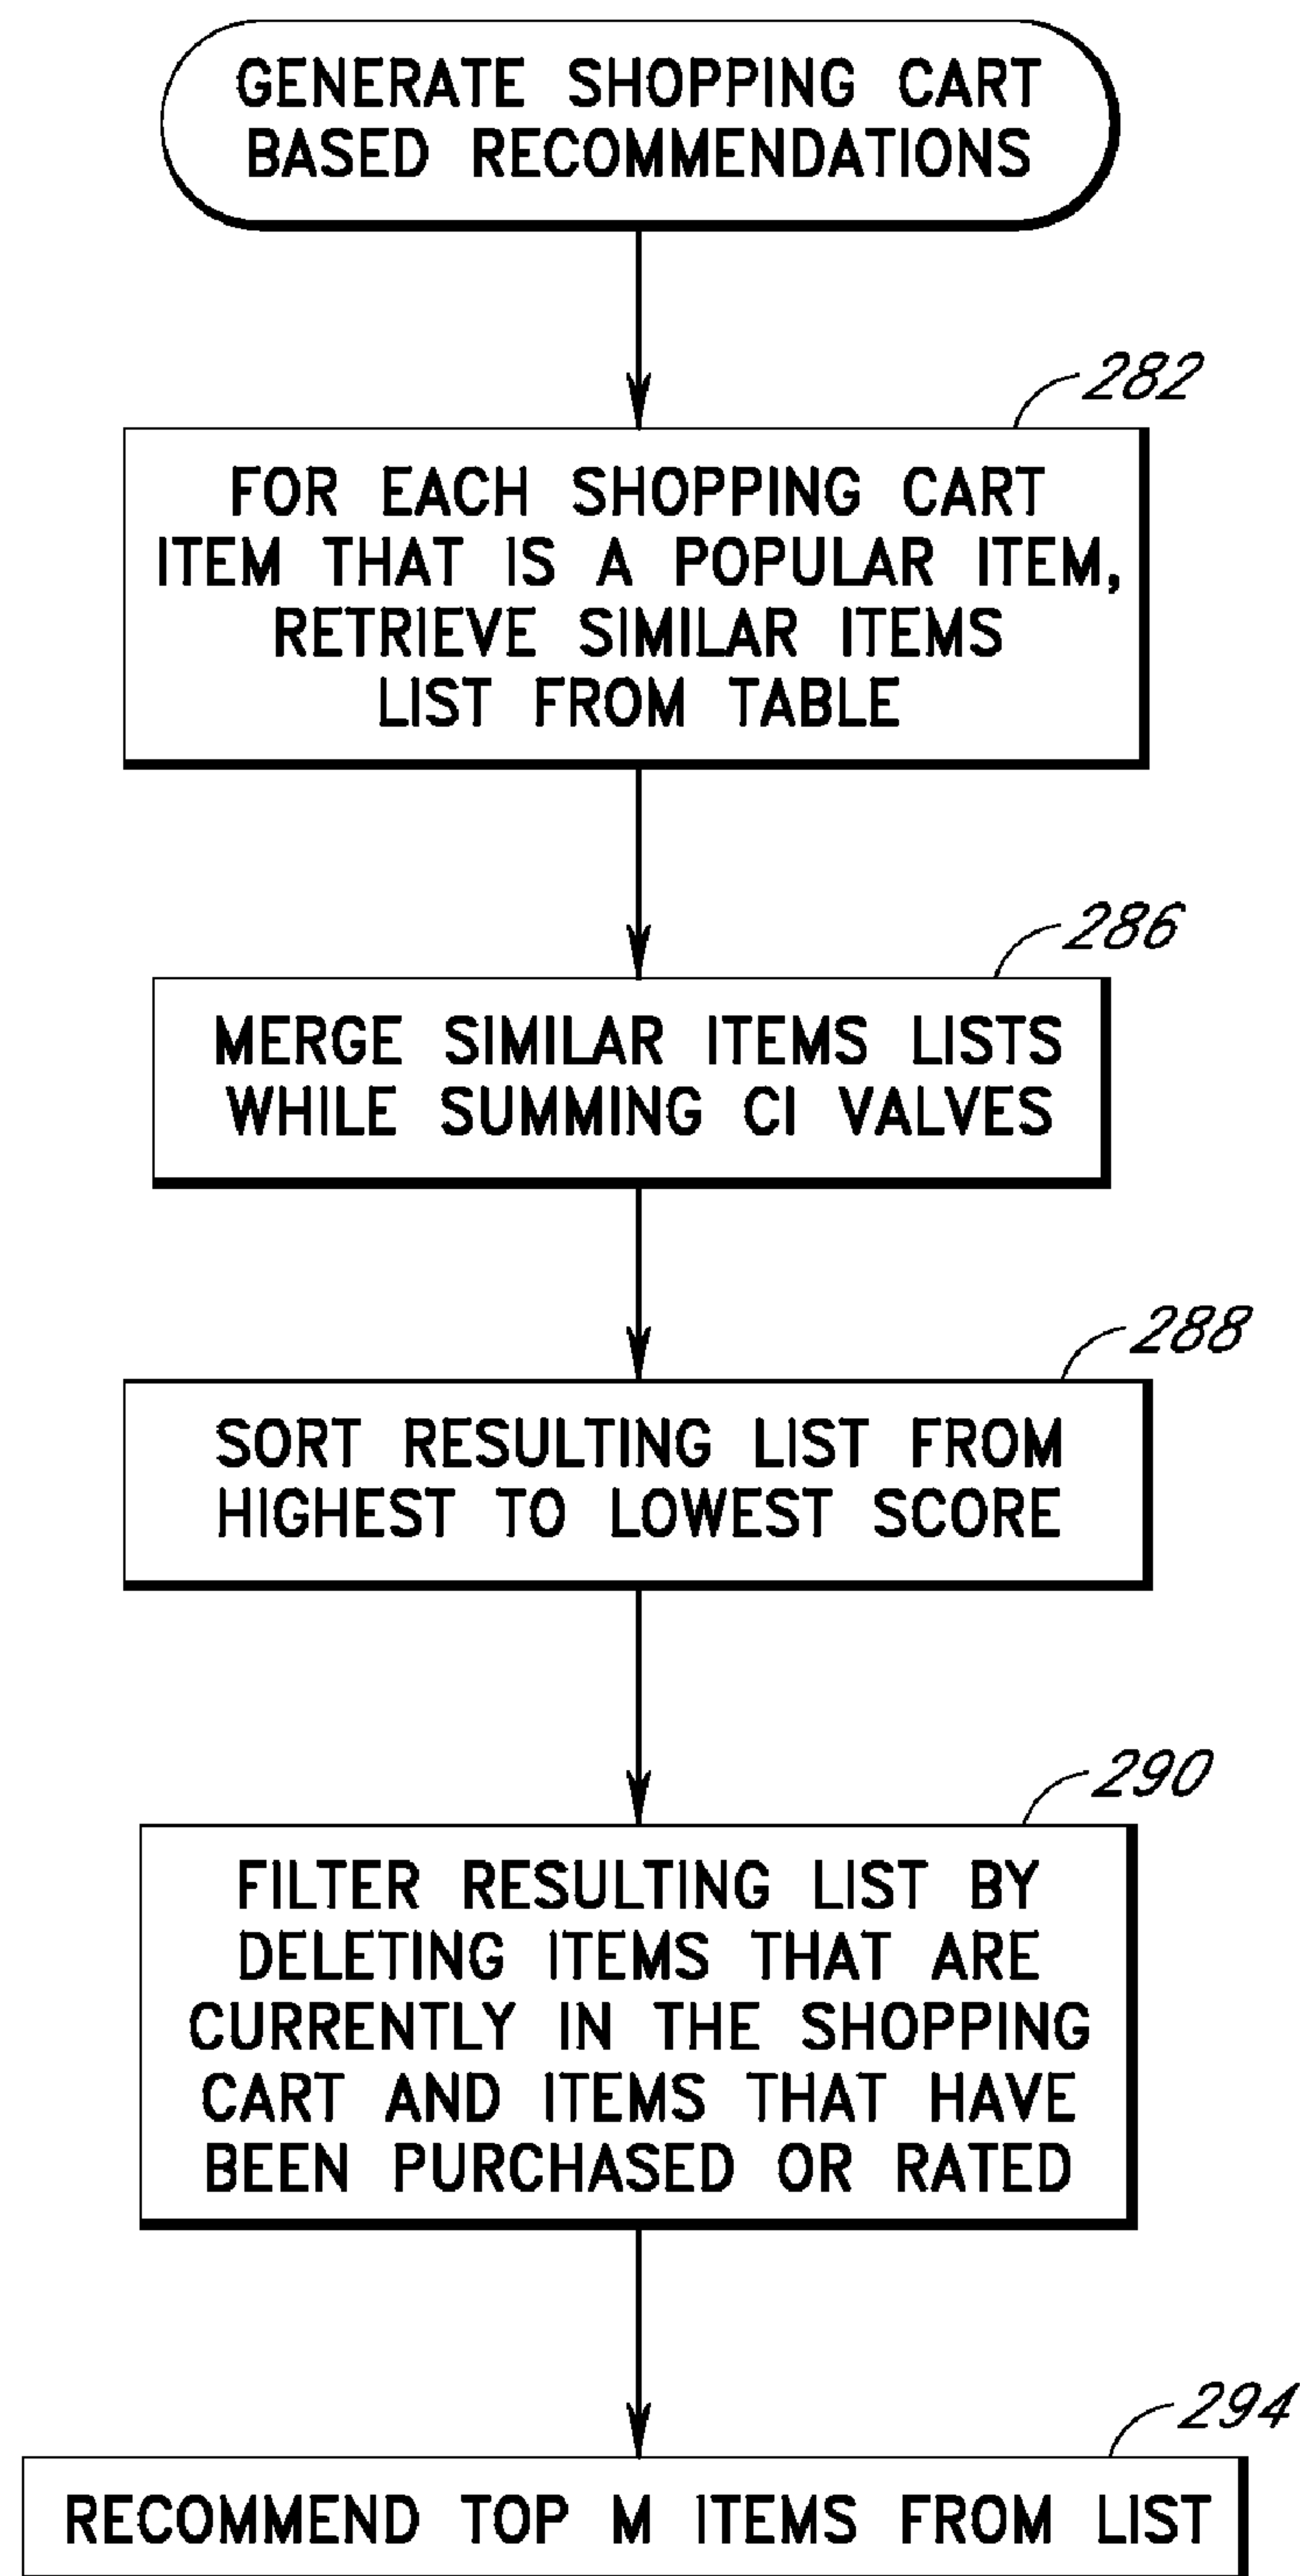 GENERATE SHOPPING CART
BASED RECOMMENDATIONS
282
FOR EACH SHOPPING CART
ITEM THAT IS A POPULAR ITEM,
RETRIEVE SIMILAR ITEMS
LIST FROM TABLE
286
MERGE SIMILAR ITEMS LISTS
WHILE SUMMING CI VALVES
288
SORT RESULTING LIST FROM
HIGHEST TO LOWEST SCORE
290
FILTER RESULTING LIST BY
DELETING ITEMS THAT ARE
CURRENTLY IN THE SHOPPING
CART AND ITEMS THAT HAVE
BEEN PURCHASED OR RATED
294
RECOMMEND TOP M ITEMS FROM LIST